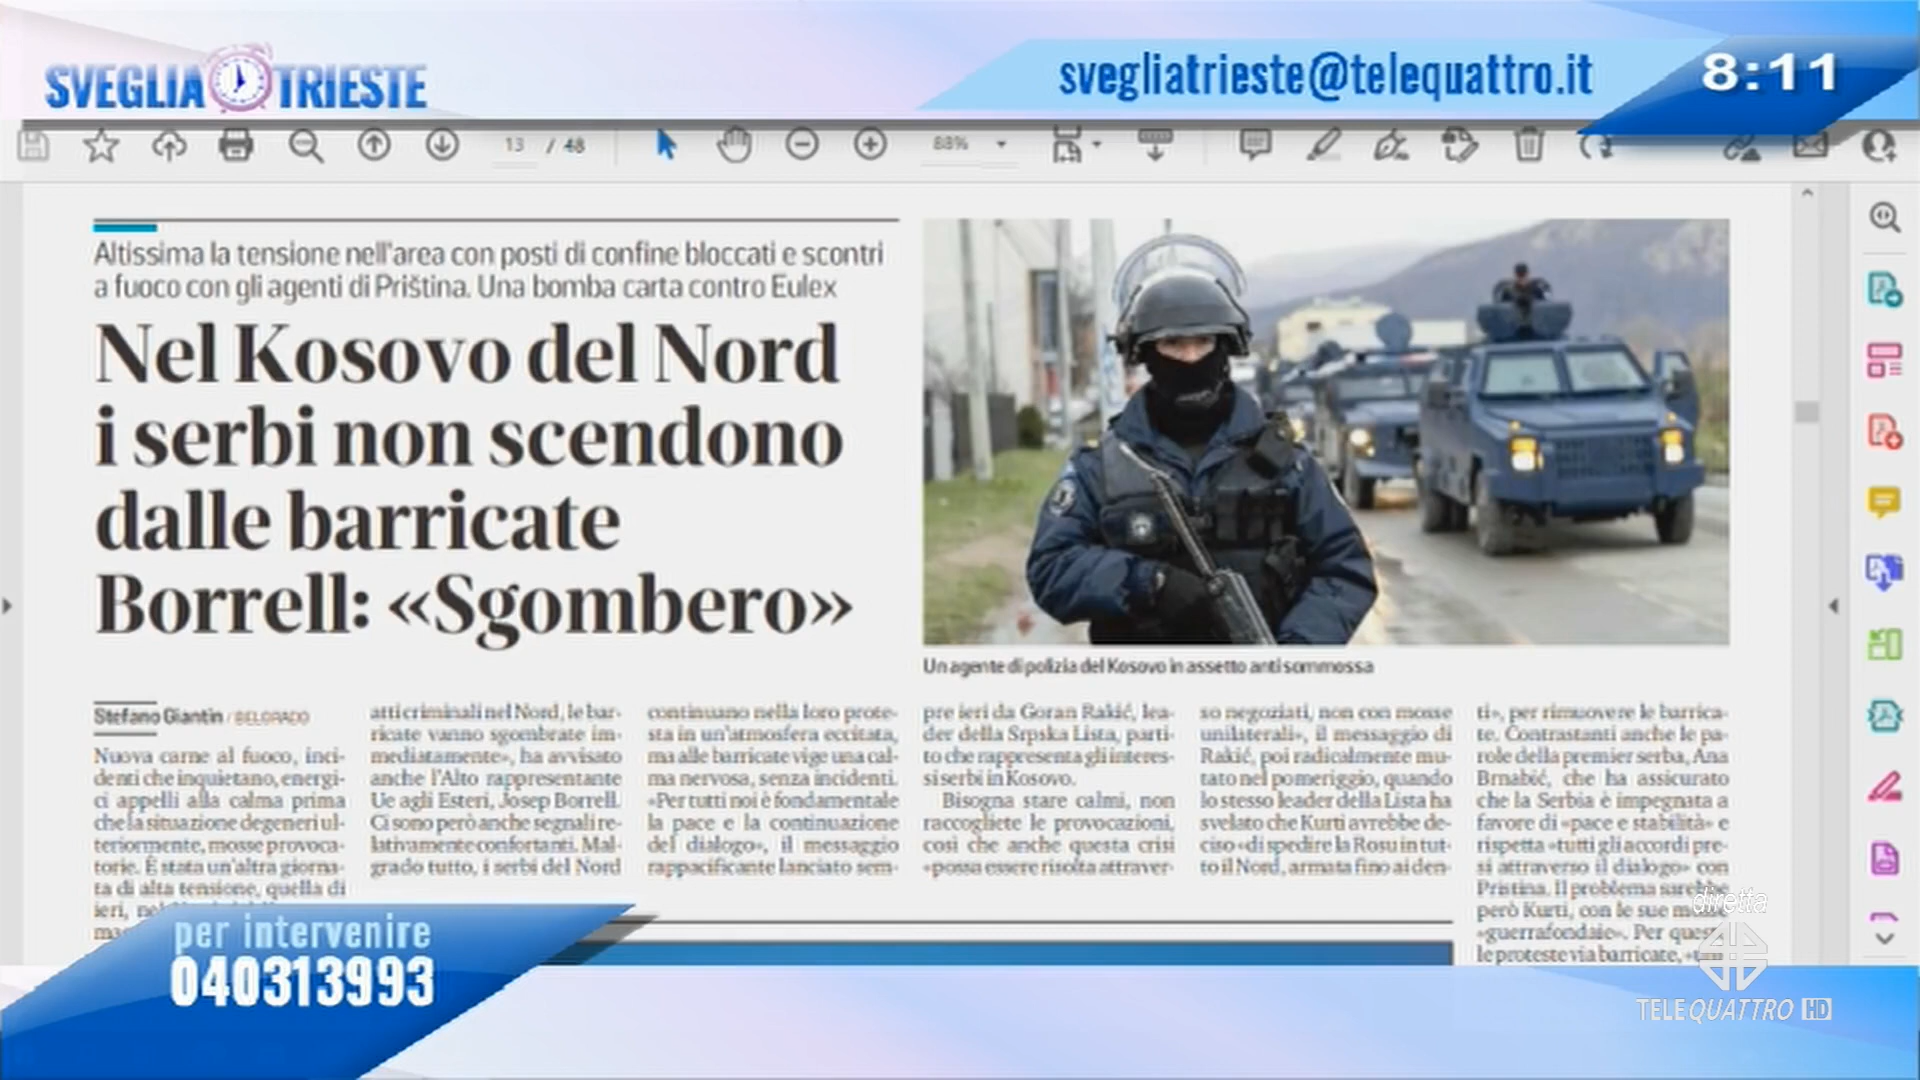 SVEGLIA TRIESTE
svegliatrieste@telequattro.it
8:11
13 / 48
88%
Altissima la tensione nell'area con posti di confine bloccati e scontri
a fuoco con gli agenti di Priština. Una bomba carta contro Eulex
Nel Kosovo del Nord
i serbi non scendono
dalle barricate
Borrell: «Sgombero»
Un agente di polizia del Kosovo in assetto anti sommossa
Stefano Giantin / BELGRADO
Nuova carne al fuoco, inci-
denti che inquietano, energi-
ci appelli alla calma prima
che la situazione degeneri ul-
teriormente, mosse provoca-
torie. È stata un'altra giorna-
ta di alta tensione, quella di
ieri,
atti criminali nel Nord, le bar-
ricate vanno sgombrate im-
mediatamente», ha avvisato
anche l'Alto rappresentante
Ue agli Esteri, Josep Borrell.
Ci sono però anche segnali re-
lativamente confortanti. Mal-
grado tutto, i serbi del Nord
continuano nella loro prote-
sta in un'atmosfera eccitata,
ma alle barricate vige una cal-
ma nervosa, senza incidenti.
«Per tutti noi è fondamentale
la pace e la continuazione
del dialogo», il messaggio
rappacificante lanciato sem-
pre ieri da Goran Rakić, lea-
der della Srpska Lista, parti-
to che rappresenta gli interes-
si serbi in Kosovo.
Bisogna stare calmi, non
raccogliete le provocazioni,
così che anche questa crisi
«possa essere risolta attraver-
so negoziati, non con mosse
unilaterali», il messaggio di
Rakić, poi radicalmente mu-
tato nel pomeriggio, quando
lo stesso leader della Lista ha
svelato che Kurti avrebbe de-
ciso «di spedire la Rosu in tut-
to il Nord, armata fino ai den-
ti», per rimuovere le barrica-
te. Contrastanti anche le pa-
role della premier serba, Ana
Brnabić, che ha assicurato
che la Serbia è impegnata a
favore di «pace e stabilità» e
rispetta «tutti gli accordi pre-
si attraverso il dialogo» con
Pristina. Il problema sarebbe
però Kurti, con le sue mosse
«guerrafondaie». Per questo
le proteste via barricate,
per intervenire
040313993
diretta
TELEQUATTRO HD